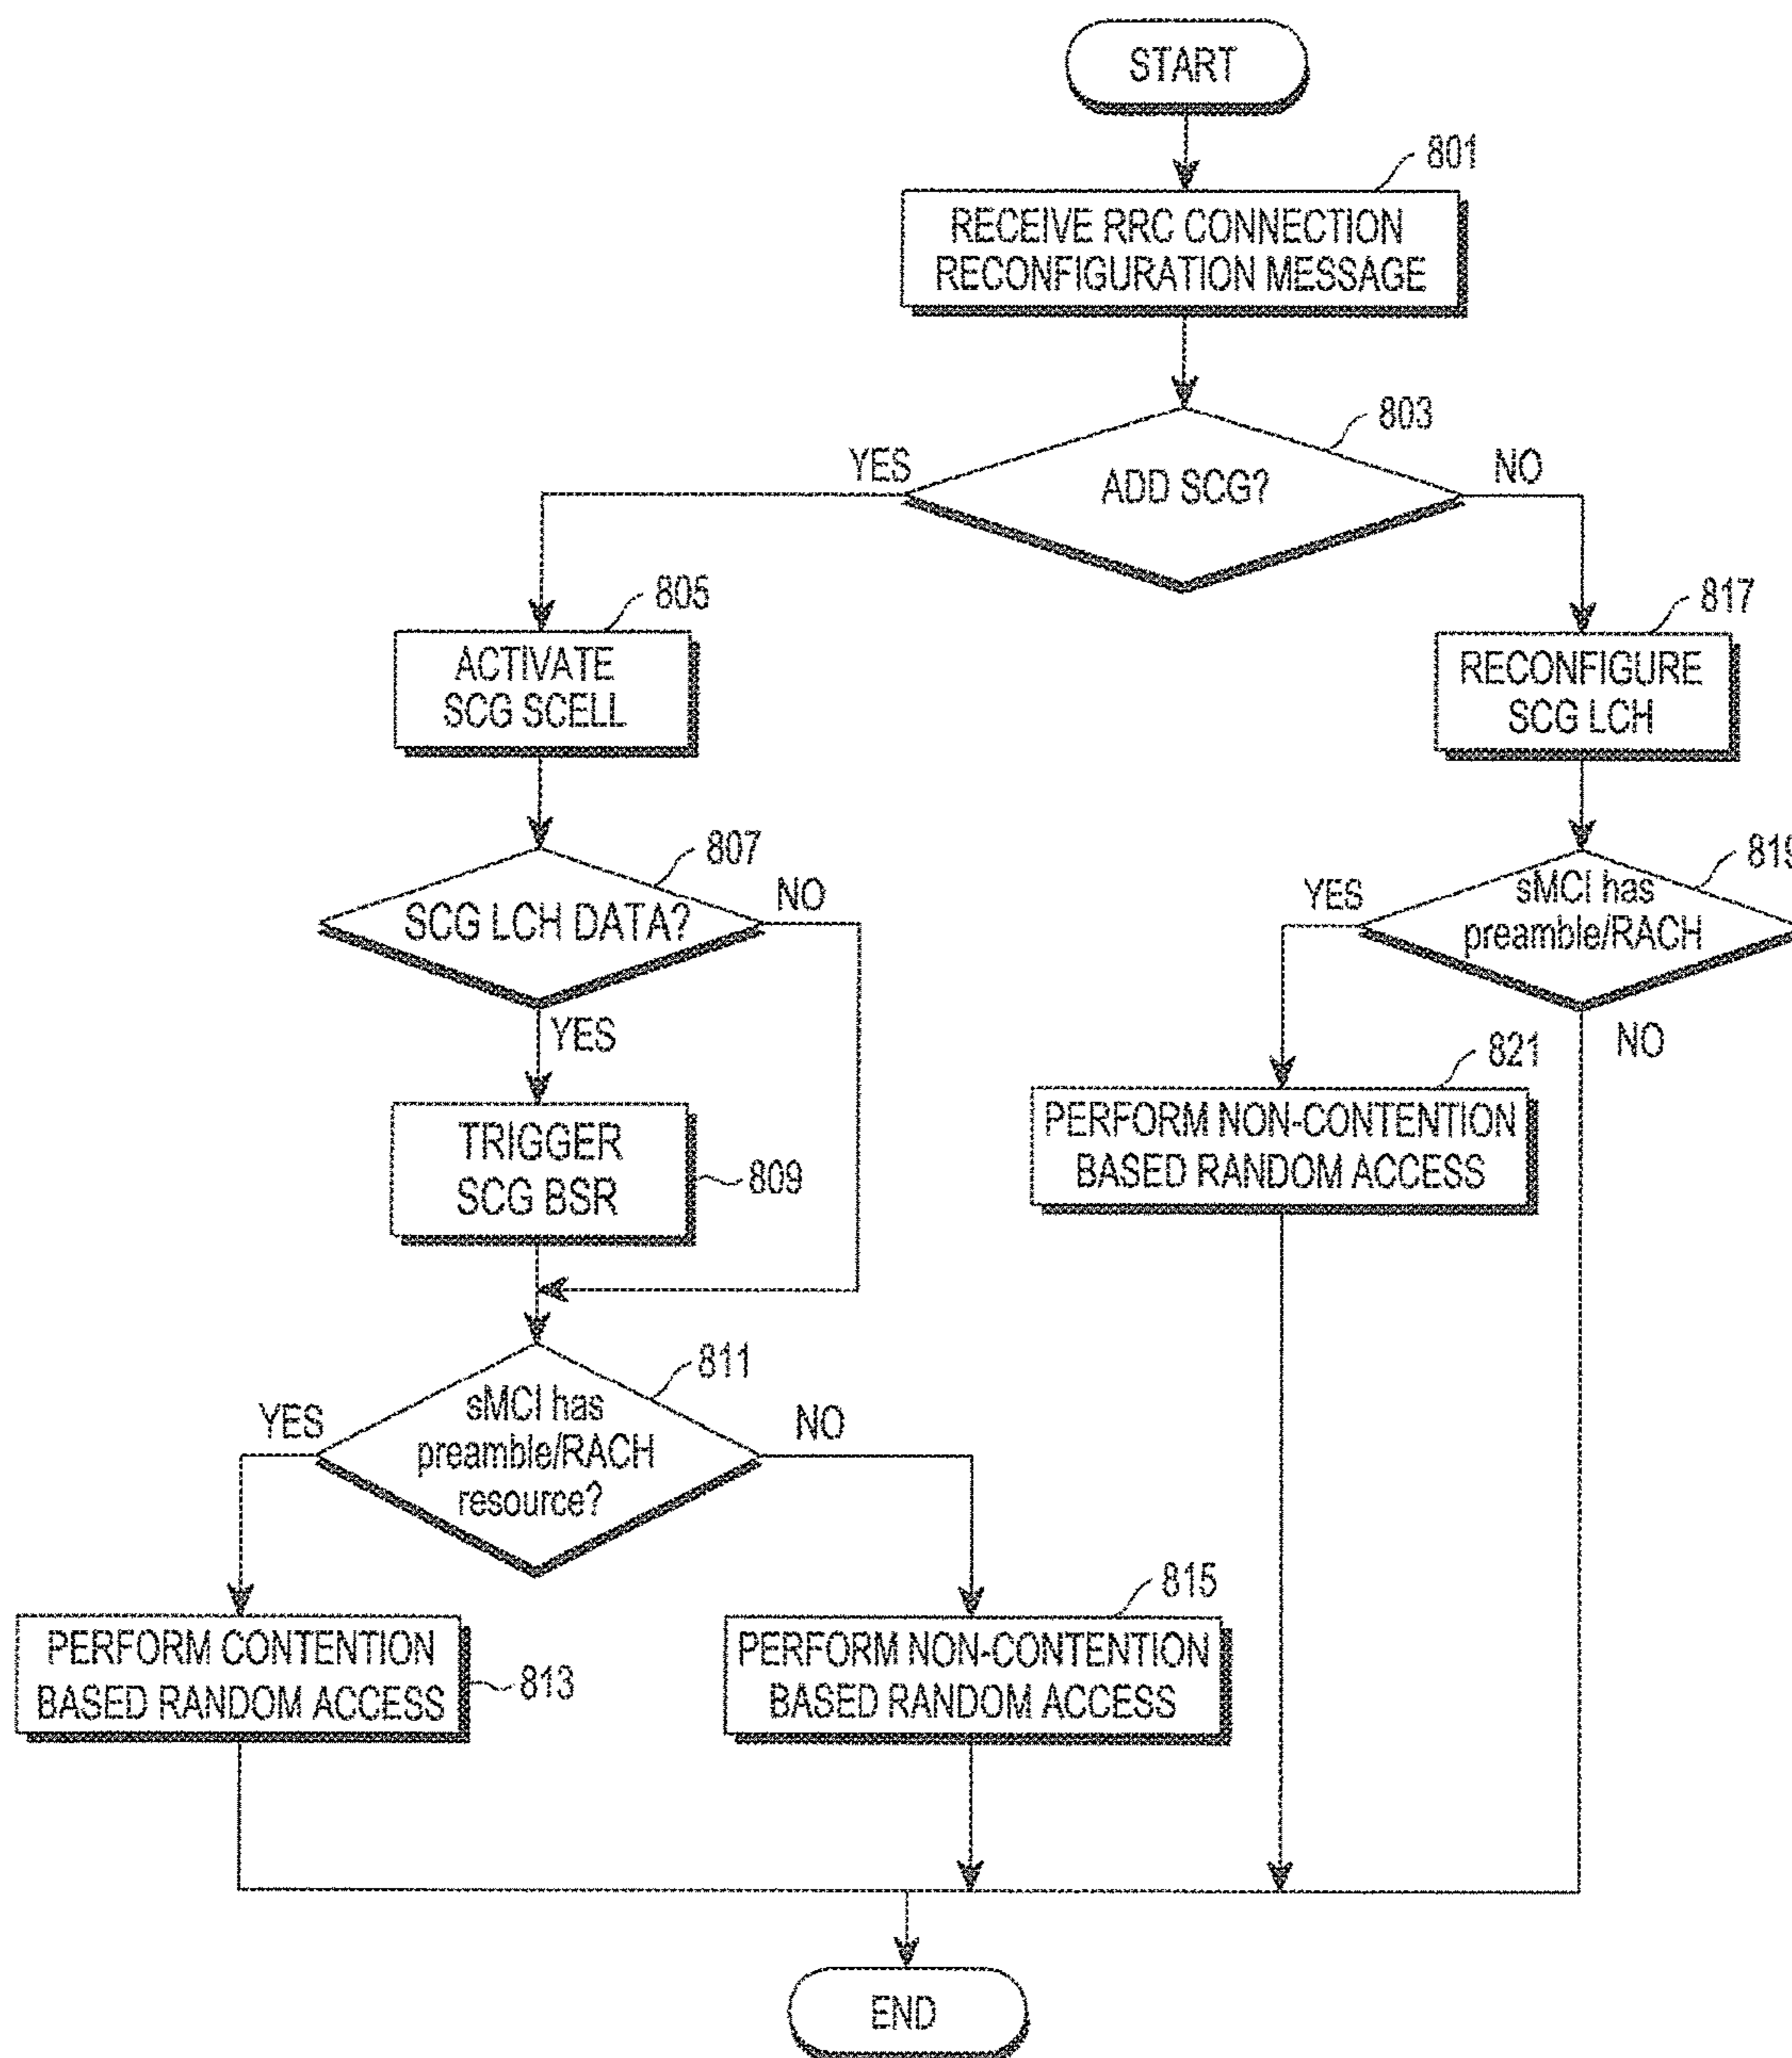 START
801
RECEIVE RRC CONNECTION
RECONFIGURATION MESSAGE
803
YES
ADD SCG?
NO
805
ACTIVATE
SCG SCELL
817
RECONFIGURE
SCG LCH
807
SCG LCH DATA?
NO
YES
819
YES
sMCI has
preamble/RACH
NO
TRIGGER
SCG BSR
809
821
PERFORM NON-CONTENTION
BASED RANDOM ACCESS
811
YES
sMCI has
preamble/RACH
resource?
NO
PERFORM CONTENTION
BASED RANDOM ACCESS
813
815
PERFORM NON-CONTENTION
BASED RANDOM ACCESS
END